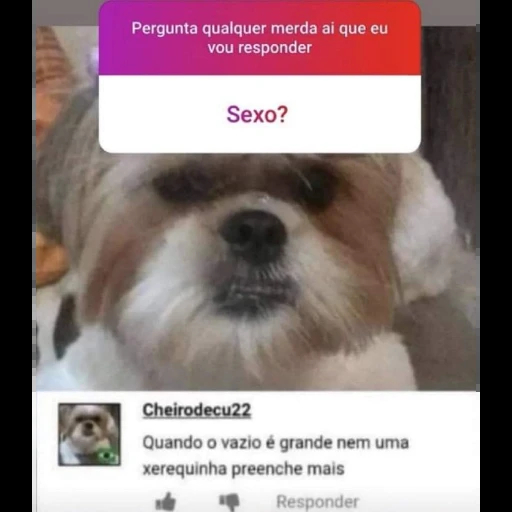 Pergunta qualquer merda ai que eu
vou responder
Sexo?
Cheirodecu22
Quando o vazio é grande nem uma
xerequinha preenche mais
Responder